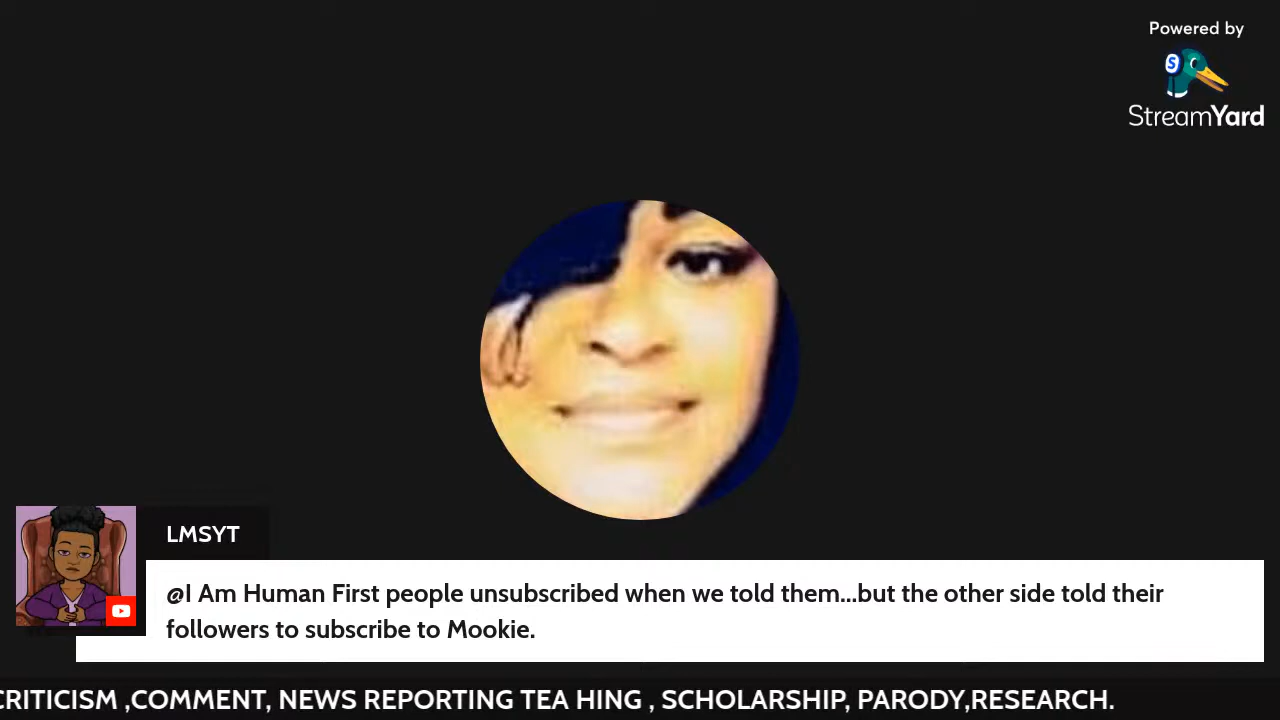 Powered by
S
StreamYard
LMSYT
@I Am Human First people unsubscribed when we told them...but the other side told their
followers to subscribe to Mookie.
CRITICISM ,COMMENT, NEWS REPORTING TEA HING , SCHOLARSHIP, PARODY,RESEARCH.